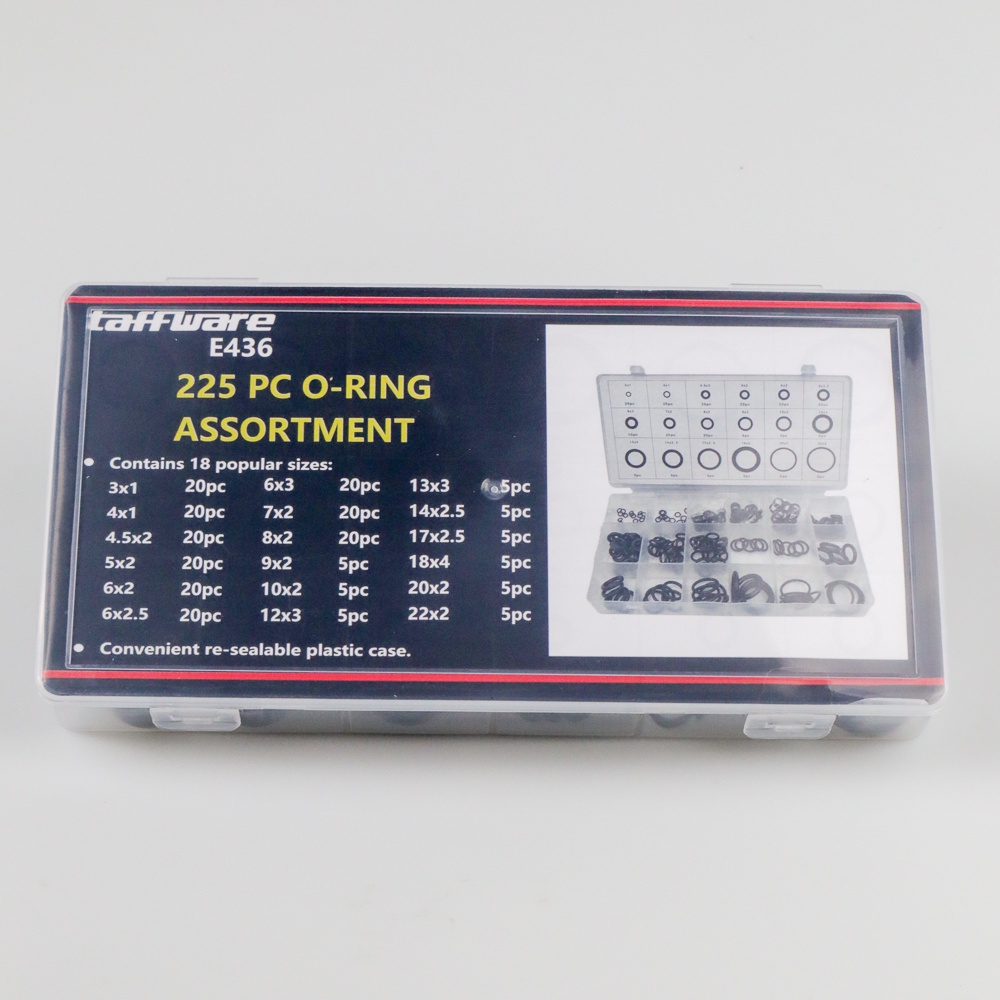 taffware
E436
225 PC O-RING
ASSORTMENT
• Contains 18 popular sizes:
3x1 20pc 6x3 20pc 13x3 5pc
4x1 20pc 7x2 20pc 14x2.5 5pc
4.5x2 20pc 8x2 20pc 17x2.5 5pc
5x2 20pc 9x2 5pc 18x4 5pc
6x2 20pc 10x2 5pc 20x2 5pc
6x2.5 20pc 12x3 5pc 22x2 5pc
• Convenient re-sealable plastic case.